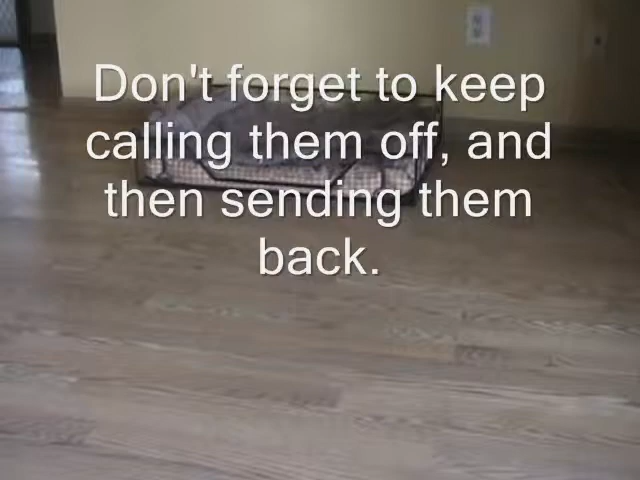 Don't forget to keep
calling them off, and
then sending them
back.